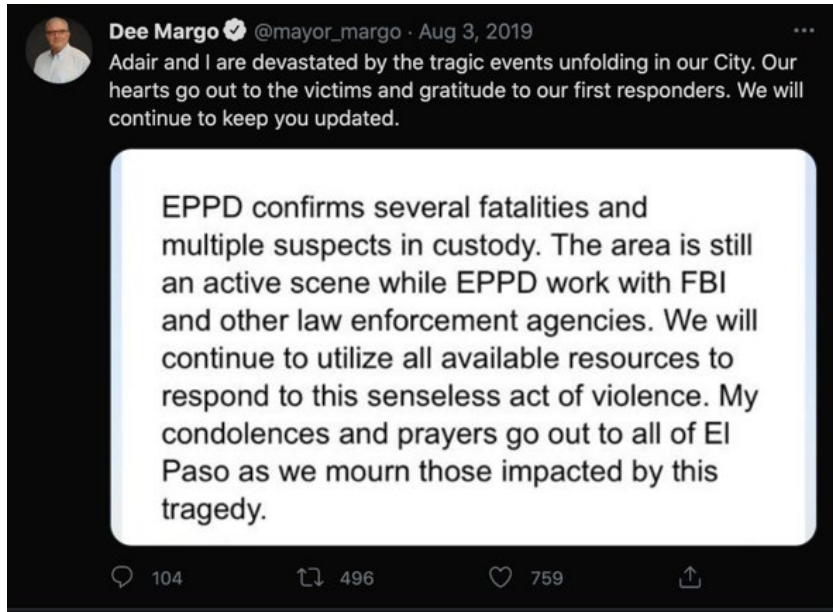 Dee Margo @mayor_margo · Aug 3, 2019 ···
Adair and I are devastated by the tragic events unfolding in our City. Our
hearts go out to the victims and gratitude to our first responders. We will
continue to keep you updated.
EPPD confirms several fatalities and
multiple suspects in custody. The area is still
an active scene while EPPD work with FBI
and other law enforcement agencies. We will
continue to utilize all available resources to
respond to this senseless act of violence. My
condolences and prayers go out to all of El
Paso as we mourn those impacted by this
tragedy.
104 496 759